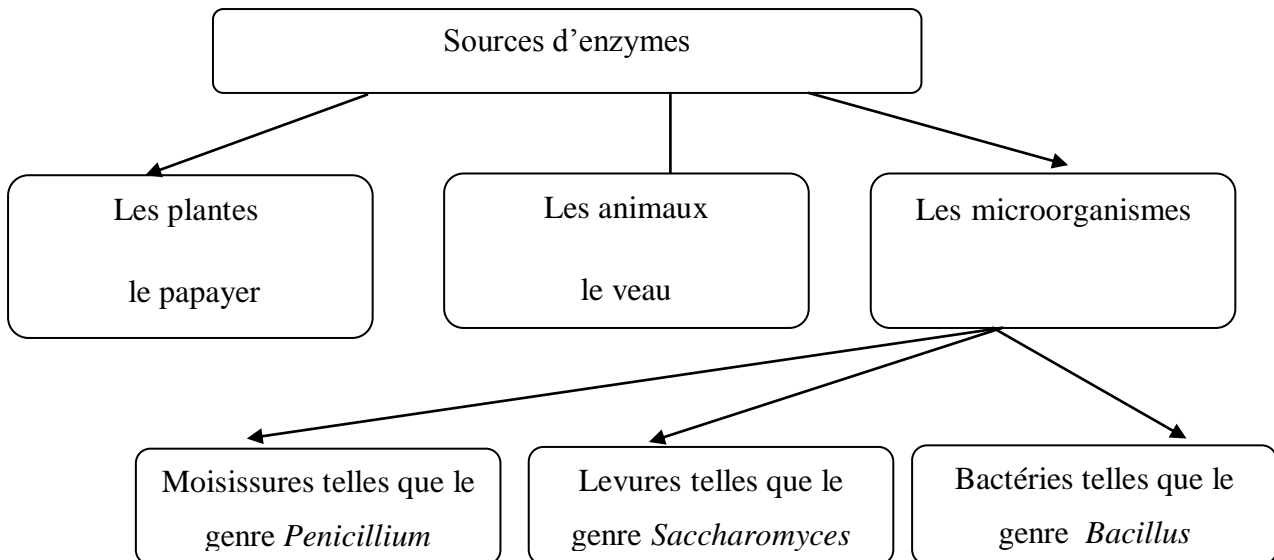 Sources d’enzymes
Les plantes
le papayer
Les animaux
le veau
Les microorganismes
Moisissures telles que le
genre Penicillium
Levures telles que le
genre Saccharomyces
Bactéries telles que le
genre Bacillus